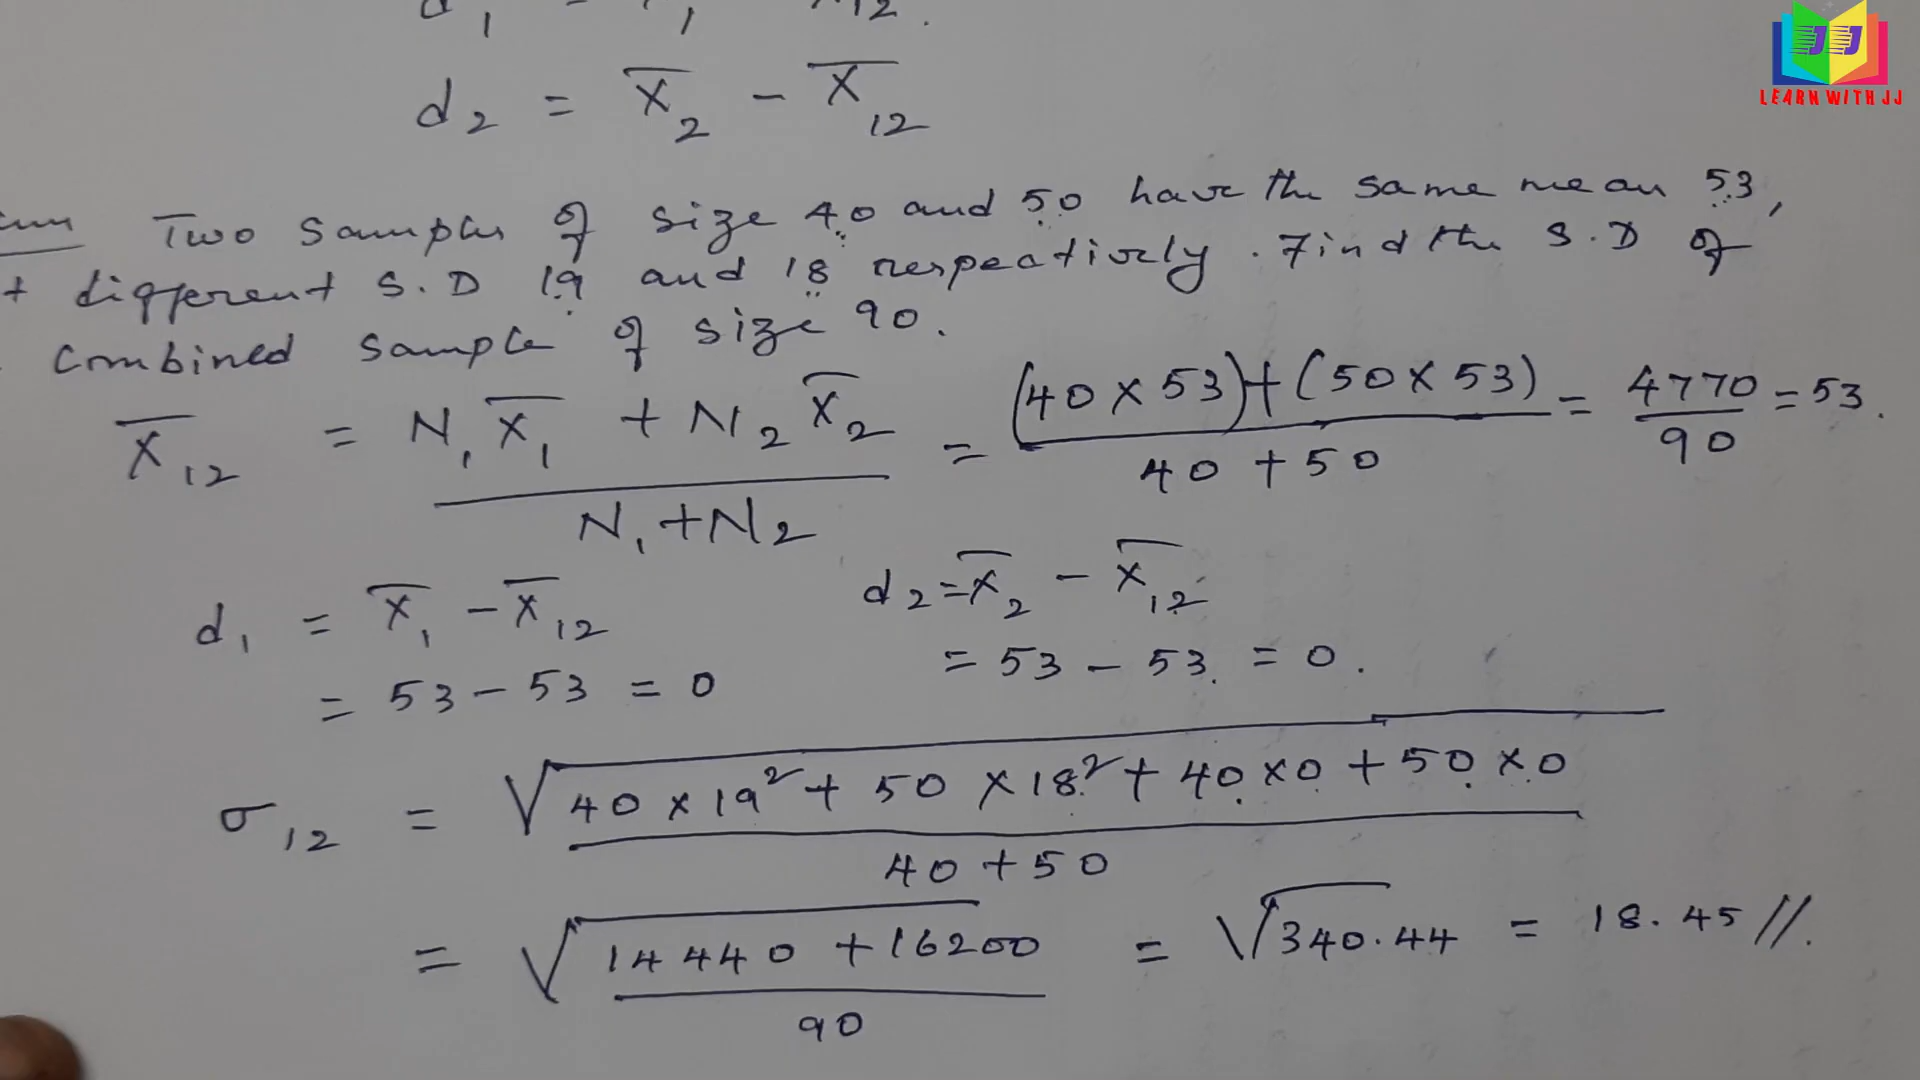 d₂ = X̄₂ - X̄₁₂
LEARN WITH JJ
Two samples of size 40 and 50 have the same mean 53,
different S.D 19 and 18 respectively. Find the S.D of
combined sample of size 90.
X̄₁₂ = (N₁X̄₁ + N₂X̄₂)/(N₁+N₂) = ((40 × 53)+(50 × 53))/(40 + 50) = 4770/90 = 53.
d₁ = X̄₁ - X̄₁₂
d₂ = X̄₂ - X̄₁₂
= 53 - 53 = 0
= 53 - 53 = 0.
σ₁₂ = √((40 × 19² + 50 × 18² + 40 × 0 + 50 × 0)/(40 + 50))
= √((14440 + 16200)/90) = √340.44 = 18.45 //.